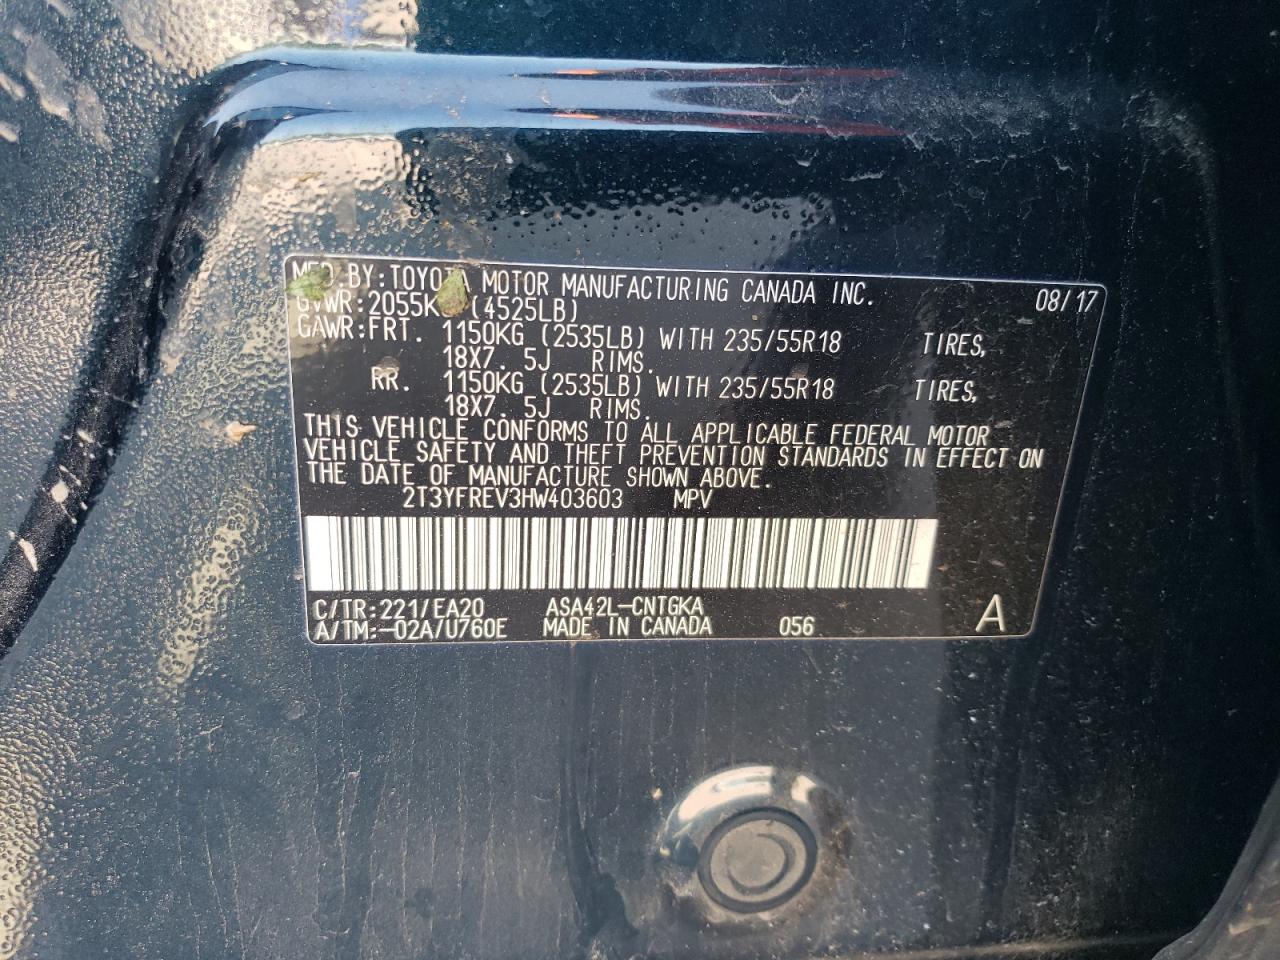 MFD.BY:TOYOTA MOTOR MANUFACTURING CANADA INC. 08/17
GVWR:2055K (4525LB)
GAWR:FRT. 1150KG (2535LB) WITH 235/55R18 TIRES,
18X7.5J RIMS.
RR. 1150KG (2535LB) WITH 235/55R18 TIRES,
18X7.5J RIMS.
THIS VEHICLE CONFORMS TO ALL APPLICABLE FEDERAL MOTOR
VEHICLE SAFETY AND THEFT PREVENTION STANDARDS IN EFFECT ON
THE DATE OF MANUFACTURE SHOWN ABOVE.
2T3YFREV3HW403603 MPV
C/TR:221/EA20 ASA42L-CNTGKA
A/TM:-02A/U760E MADE IN CANADA 056 A